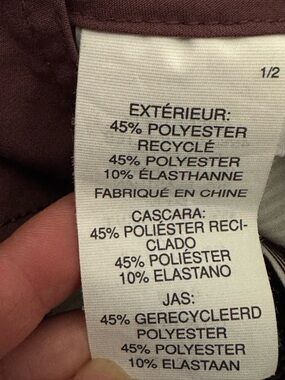 1/2
EXTÉRIEUR:
45% POLYESTER
RECYCLÉ
45% POLYESTER
10% ÉLASTHANNE
FABRIQUÉ EN CHINE
CASCARA:
45% POLIÉSTER RECI-
CLADO
45% POLIÉSTER
10% ELASTANO
JAS:
45% GERECYCLEERD
POLYESTER
45% POLYESTER
10% ELASTAAN